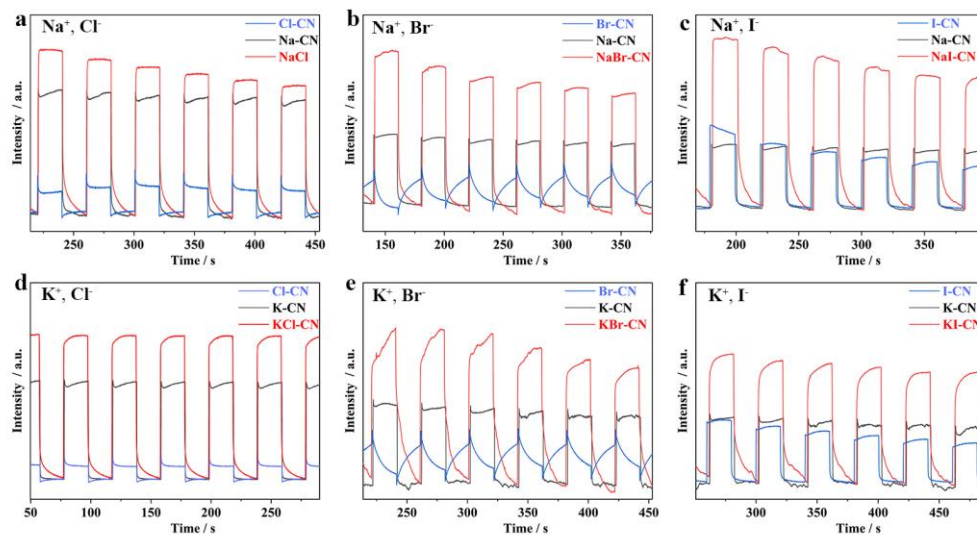 a Na⁺, Cl⁻
Cl-CN
Na-CN
NaCl
Intensity / a.u.
250 300 350 400 450
Time / s
b Na⁺, Br⁻
Br-CN
Na-CN
NaBr-CN
Intensity / a.u.
150 200 250 300 350
Time / s
c Na⁺, I⁻
I-CN
Na-CN
NaI-CN
Intensity / a.u.
200 250 300 350
Time / s
d K⁺, Cl⁻
Cl-CN
K-CN
KCl-CN
Intensity / a.u.
50 100 150 200 250
Time / s
e K⁺, Br⁻
Br-CN
K-CN
KBr-CN
Intensity / a.u.
250 300 350 400 450
Time / s
f K⁺, I⁻
I-CN
K-CN
KI-CN
Intensity / a.u.
300 350 400 450
Time / s